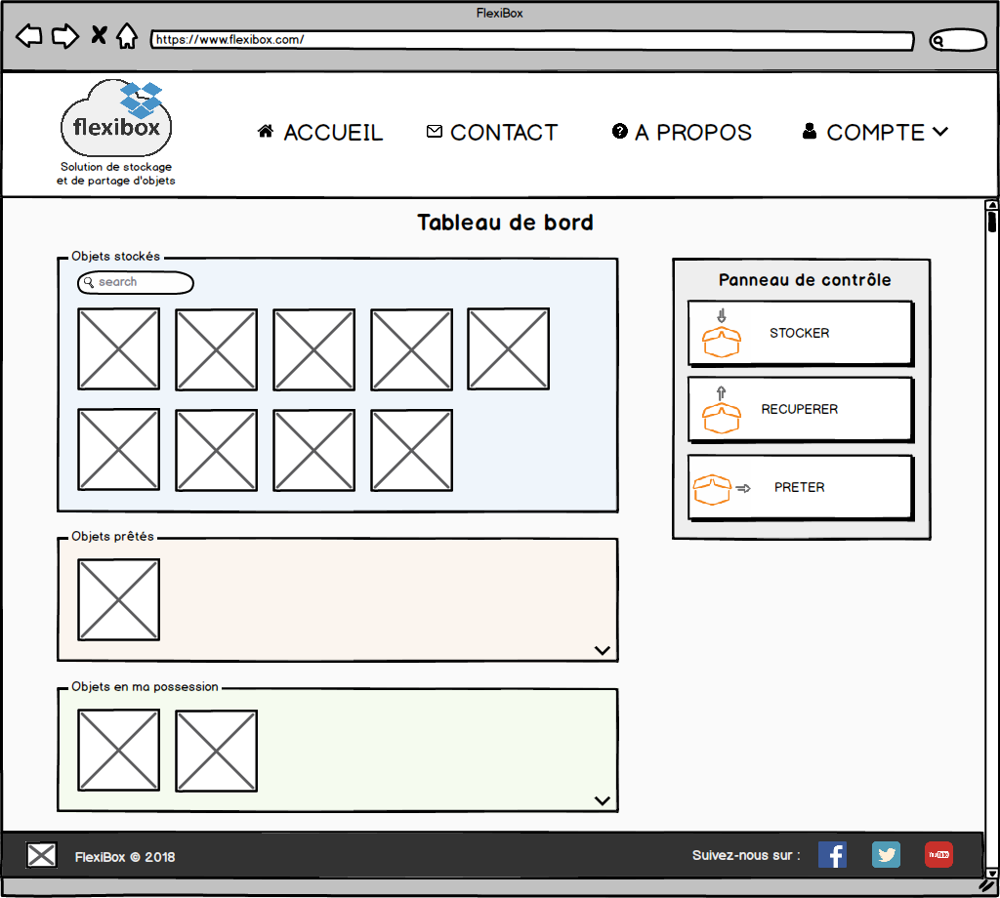 FlexiBox
https://www.flexibox.com/
flexibox
Solution de stockage
et de partage d'objets
ACCUEIL
CONTACT
A PROPOS
COMPTE
Tableau de bord
Objets stockés
search
Panneau de contrôle
STOCKER
RECUPERER
PRETER
Objets prêtés
Objets en ma possession
FlexiBox © 2018
Suivez-nous sur :
YouTube